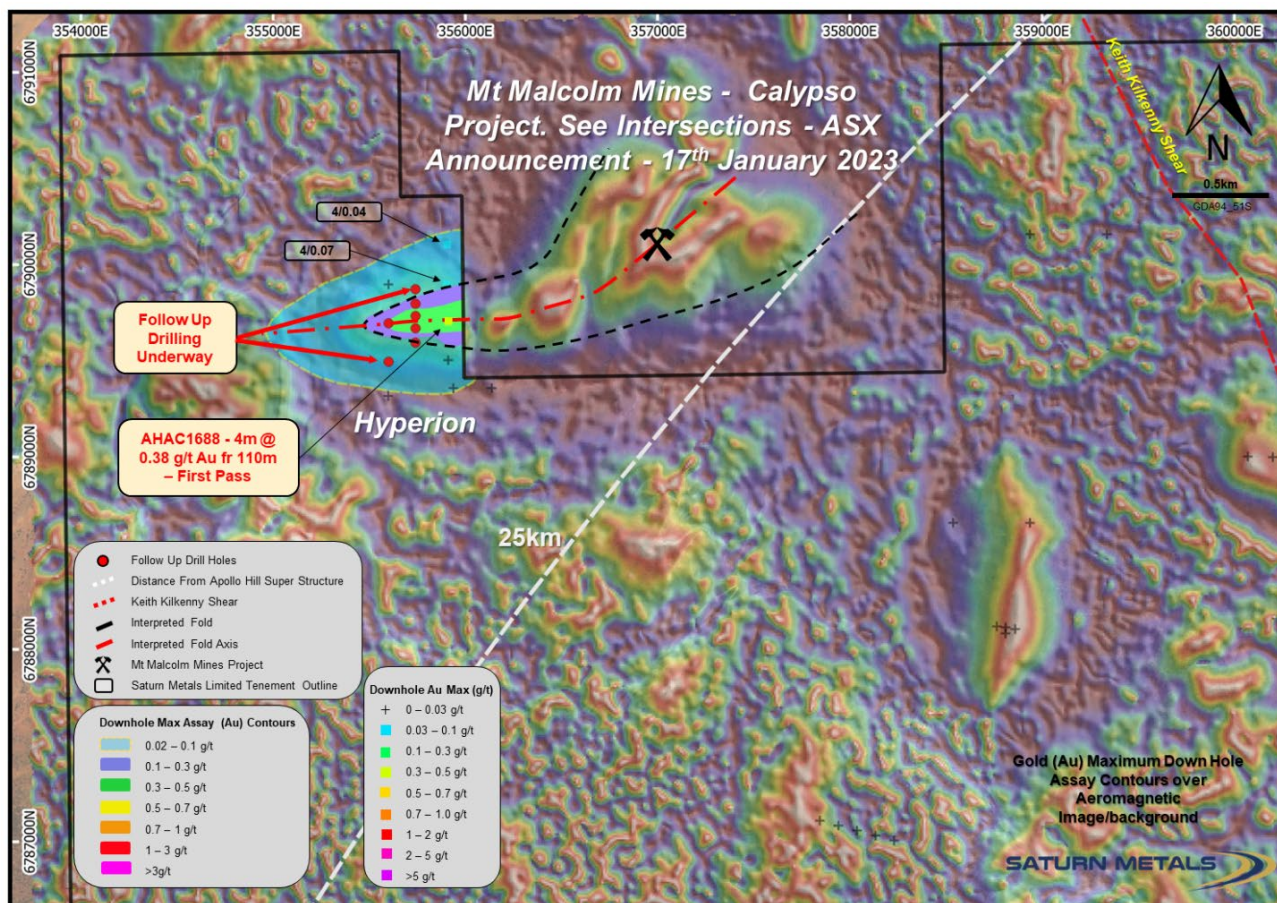 354000N
355000N
356000N
357000N
358000N
359000N
360000N
6791000N
6790000N
6789000N
6788000N
6787000N
Mt Malcolm Mines - Calypso
Project. See Intersections - ASX
Announcement - 17th January 2023
Keith Kilkenny Shear
N
0.5km
GDA94_51S
4/0.04
4/0.07
Follow Up
Drilling
Underway
Hyperion
AHAC1688 - 4m @
0.38 g/t Au fr 110m
– First Pass
25km
Follow Up Drill Holes
Distance From Apollo Hill Super Structure
Keith Kilkenny Shear
Interpreted Fold
Interpreted Fold Axis
Mt Malcolm Mines Project
Saturn Metals Limited Tenement Outline
Downhole Max Assay (Au) Contours
0.02 – 0.1 g/t
0.1 – 0.3 g/t
0.3 – 0.5 g/t
0.5 – 0.7 g/t
0.7 – 1 g/t
1 – 3 g/t
>3g/t
Downhole Au Max (g/t)
0 – 0.03 g/t
0.03 – 0.1 g/t
0.1 – 0.3 g/t
0.3 – 0.5 g/t
0.5 – 0.7 g/t
0.7 – 1.0 g/t
1 – 2 g/t
2 – 5 g/t
>5 g/t
Gold (Au) Maximum Down Hole
Assay Contours over
Aeromagnetic
Image/background
SATURN METALS